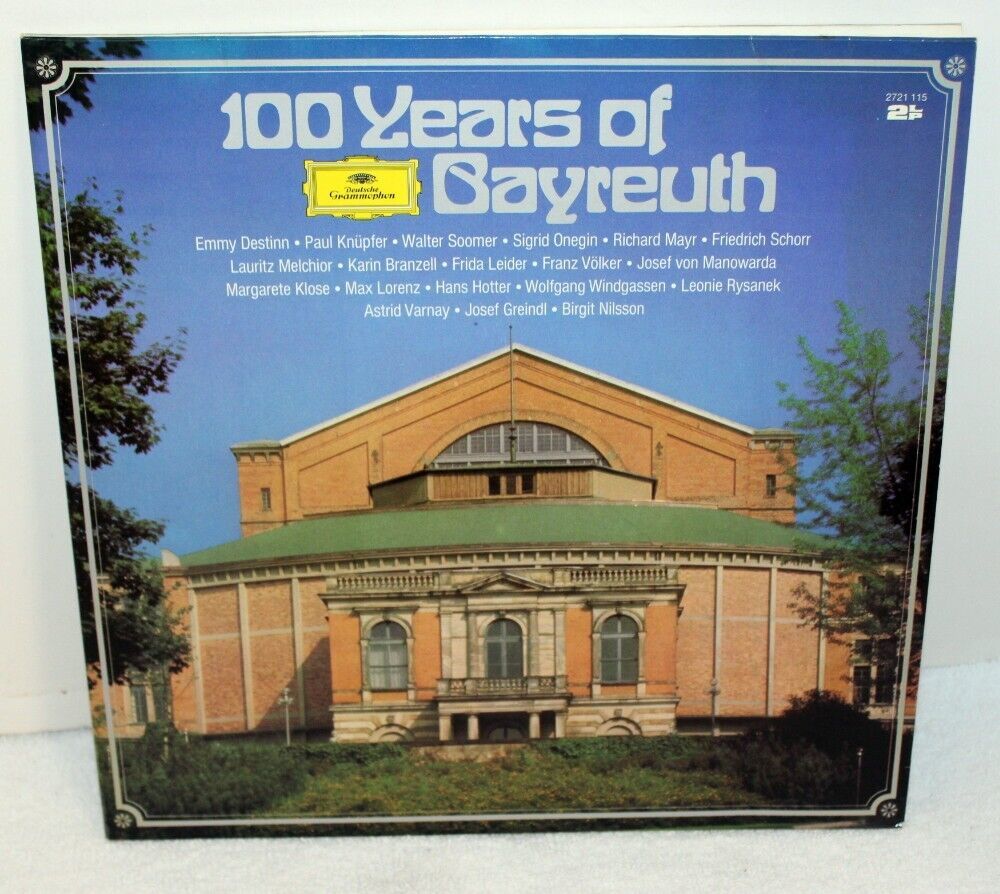 2721 115
2LP
100 Years of
Bayreuth
Deutsche
Grammophon
Emmy Destinn • Paul Knüpfer • Walter Soomer • Sigrid Onegin • Richard Mayr • Friedrich Schorr
Lauritz Melchior • Karin Branzell • Frida Leider • Franz Völker • Josef von Manowarda
Margarete Klose • Max Lorenz • Hans Hotter • Wolfgang Windgassen • Leonie Rysanek
Astrid Varnay • Josef Greindl • Birgit Nilsson